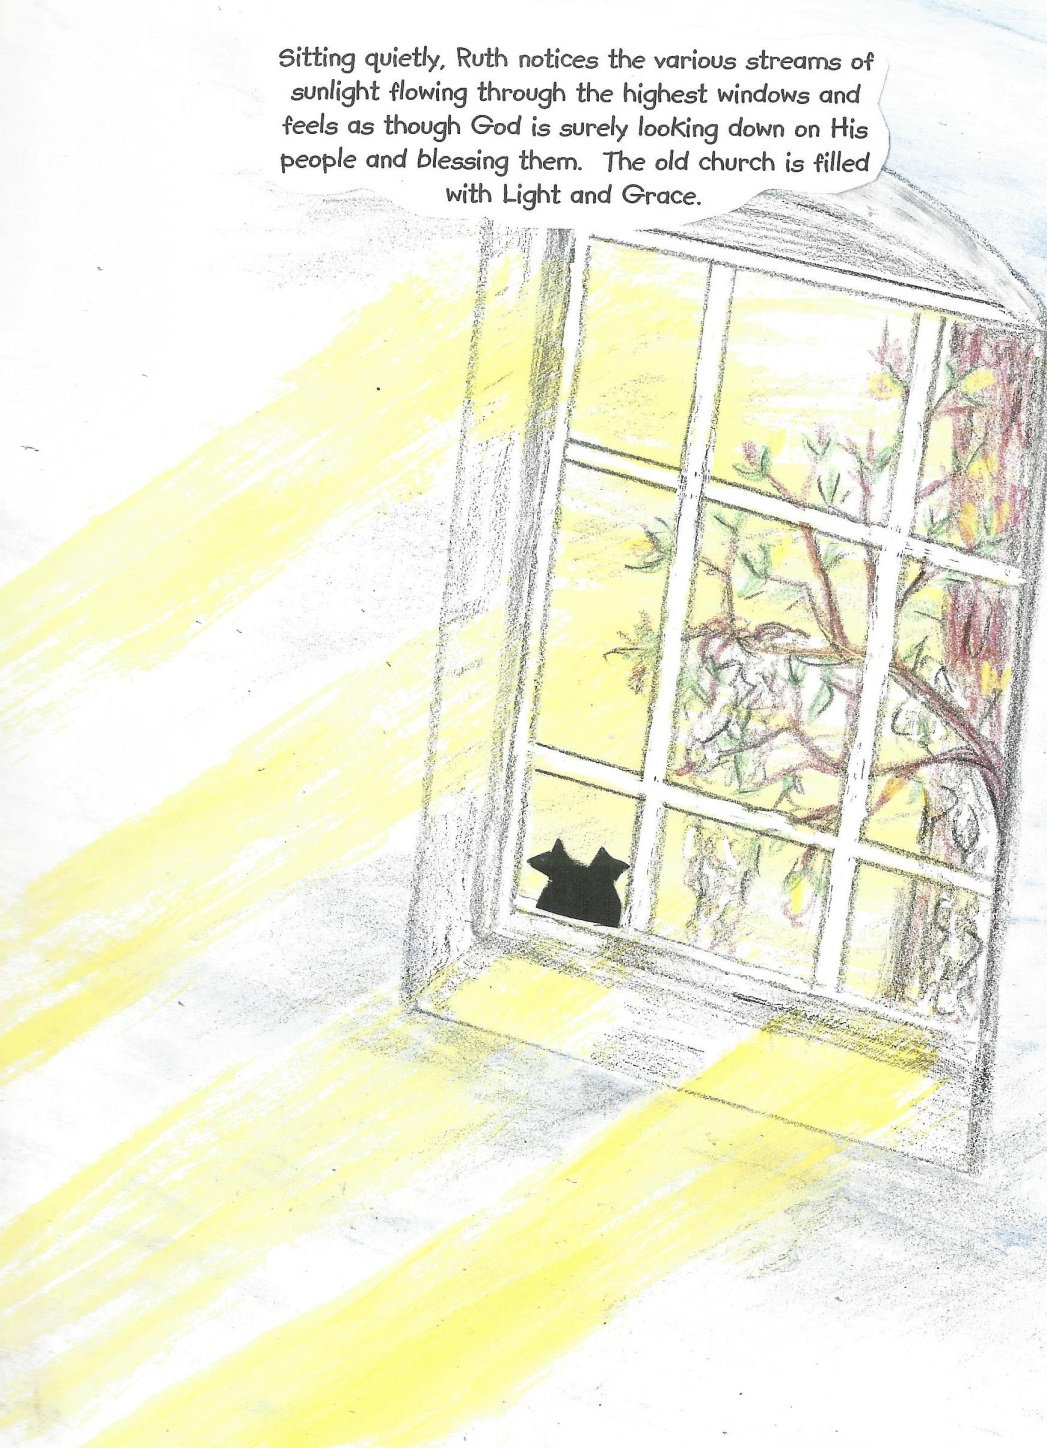 Sitting quietly, Ruth notices the various streams of
sunlight flowing through the highest windows and
feels as though God is surely looking down on His
people and blessing them.  The old church is filled
with Light and Grace.